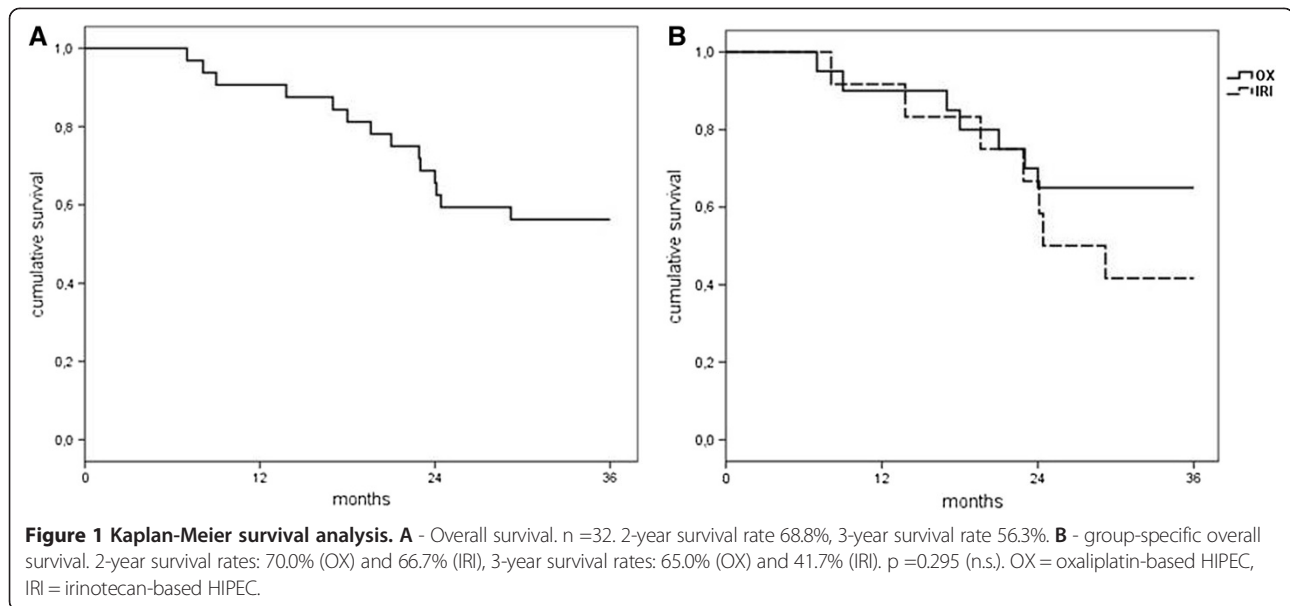 A
1,0
0,8
0,6
0,4
0,2
0,0
cumulative survival
0 12 24 36
months
B
OX
IRI
1,0
0,8
0,6
0,4
0,2
0,0
cumulative survival
0 12 24 36
months
Figure 1 Kaplan-Meier survival analysis. A - Overall survival. n =32. 2-year survival rate 68.8%, 3-year survival rate 56.3%. B - group-specific overall
survival. 2-year survival rates: 70.0% (OX) and 66.7% (IRI), 3-year survival rates: 65.0% (OX) and 41.7% (IRI). p =0.295 (n.s.). OX = oxaliplatin-based HIPEC,
IRI = irinotecan-based HIPEC.